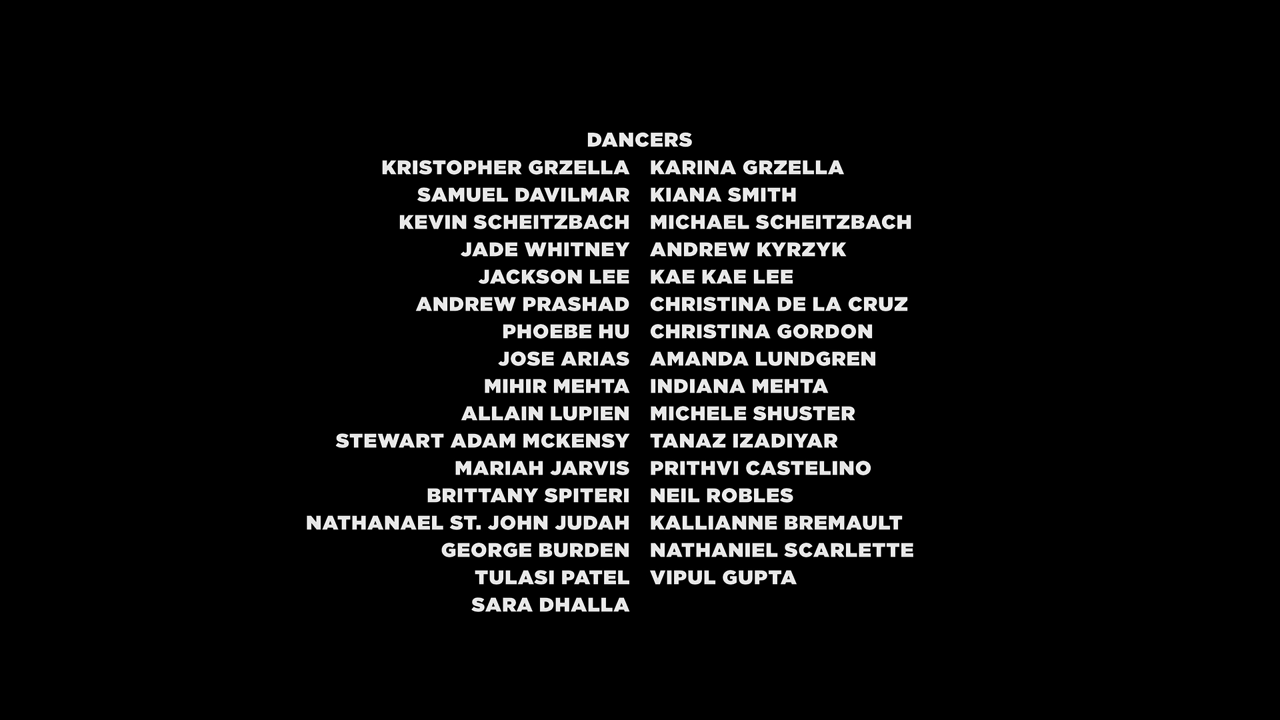 DANCERS
KRISTOPHER GRZELLA KARINA GRZELLA
SAMUEL DAVILMAR KIANA SMITH
KEVIN SCHEITZBACH MICHAEL SCHEITZBACH
JADE WHITNEY ANDREW KYRZYK
JACKSON LEE KAE KAE LEE
ANDREW PRASHAD CHRISTINA DE LA CRUZ
PHOEBE HU CHRISTINA GORDON
JOSE ARIAS AMANDA LUNDGREN
MIHIR MEHTA INDIANA MEHTA
ALLAIN LUPIEN MICHELE SHUSTER
STEWART ADAM MCKENSY TANAZ IZADIYAR
MARIAH JARVIS PRITHVI CASTELINO
BRITTANY SPITERI NEIL ROBLES
NATHANAEL ST. JOHN JUDAH KALLIANNE BREMAULT
GEORGE BURDEN NATHANIEL SCARLETTE
TULASI PATEL VIPUL GUPTA
SARA DHALLA